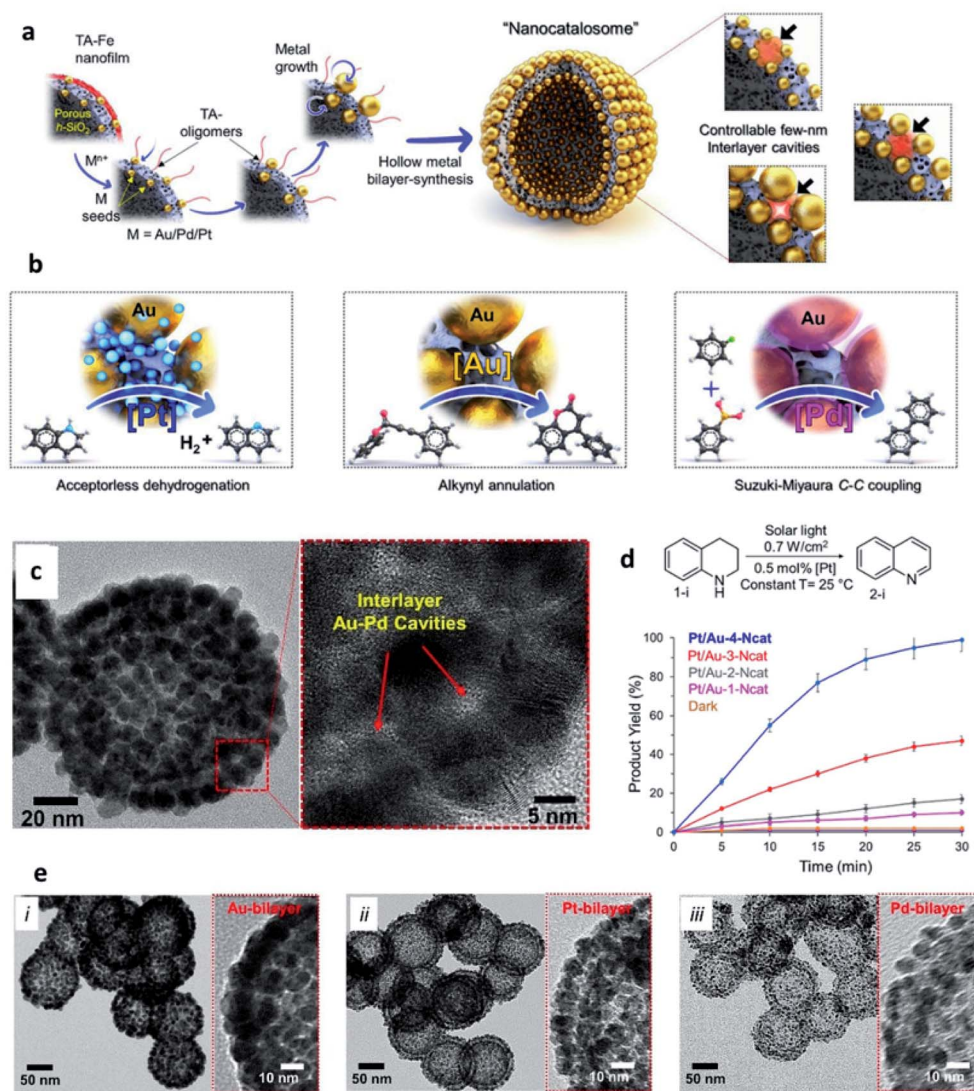 a
TA-Fe
nanofilm
Porous
h-SiO₂
Mⁿ⁺
M
seeds
TA-
oligomers
M = Au/Pd/Pt
Metal
growth
Hollow metal
bilayer-synthesis
“Nanocatalosome”
Controllable few-nm
Interlayer cavities
b
Au
[Pt]
H₂+
Acceptorless dehydrogenation
Au
[Au]
Alkynyl annulation
Au
[Pd]
Suzuki-Miyaura C-C coupling
c
20 nm
Interlayer
Au-Pd Cavities
5 nm
d
N
H
1-i
Solar light
0.7 W/cm²
0.5 mol% [Pt]
Constant T= 25 °C
N
2-i
Product Yield (%)
100
80
60
40
20
10
0
Pt/Au-4-Ncat
Pt/Au-3-Ncat
Pt/Au-2-Ncat
Pt/Au-1-Ncat
Dark
0 5 10 15 20 25 30
Time (min)
e
i
50 nm
Au-bilayer
10 nm
ii
50 nm
Pt-bilayer
10 nm
iii
50 nm
Pd-bilayer
10 nm